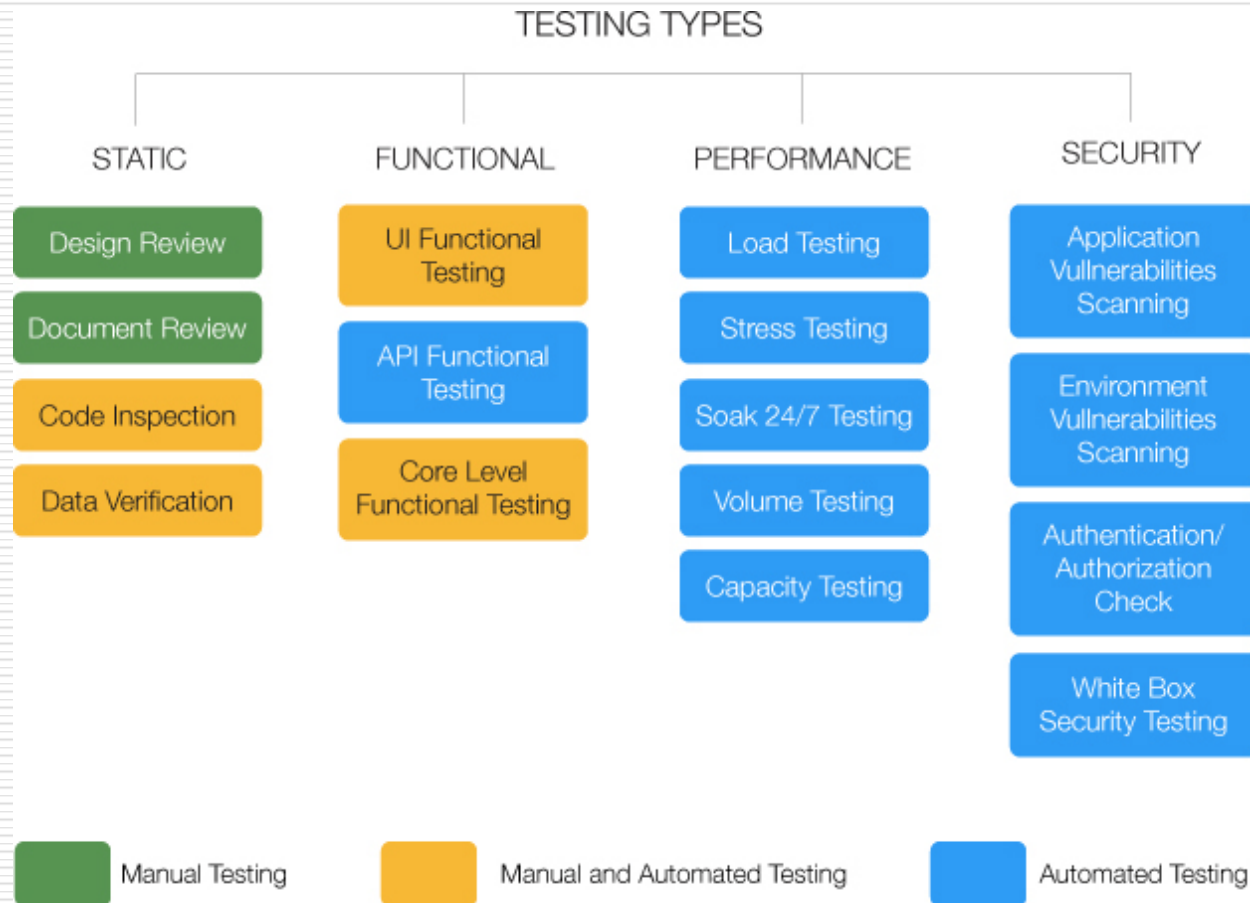 TESTING TYPES
STATIC
Design Review
Document Review
Code Inspection
Data Verification
FUNCTIONAL
UI Functional
Testing
API Functional
Testing
Core Level
Functional Testing
PERFORMANCE
Load Testing
Stress Testing
Soak 24/7 Testing
Volume Testing
Capacity Testing
SECURITY
Application
Vullnerabilities
Scanning
Environment
Vullnerabilities
Scanning
Authentication/
Authorization
Check
White Box
Security Testing
Manual Testing
Manual and Automated Testing
Automated Testing